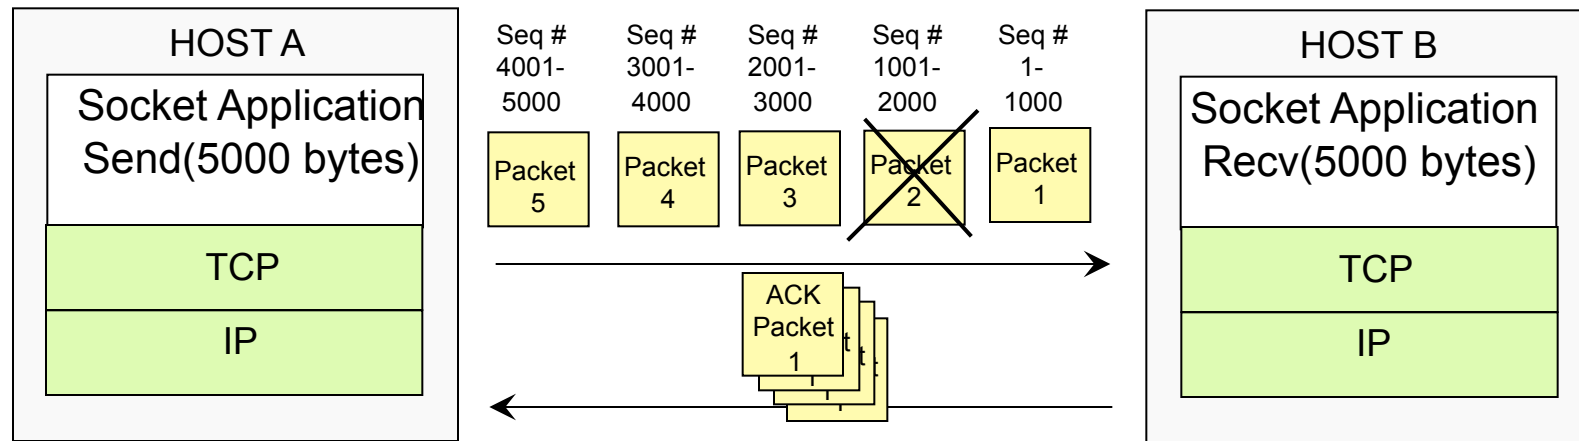 HOST A
Socket Application
Send(5000 bytes)
TCP
IP
Seq #
4001-
5000
Seq #
3001-
4000
Seq #
2001-
3000
Seq #
1001-
2000
Seq #
1-
1000
Packet
5
Packet
4
Packet
3
Packet
2
Packet
1
ACK
Packet
1
HOST B
Socket Application
Recv(5000 bytes)
TCP
IP